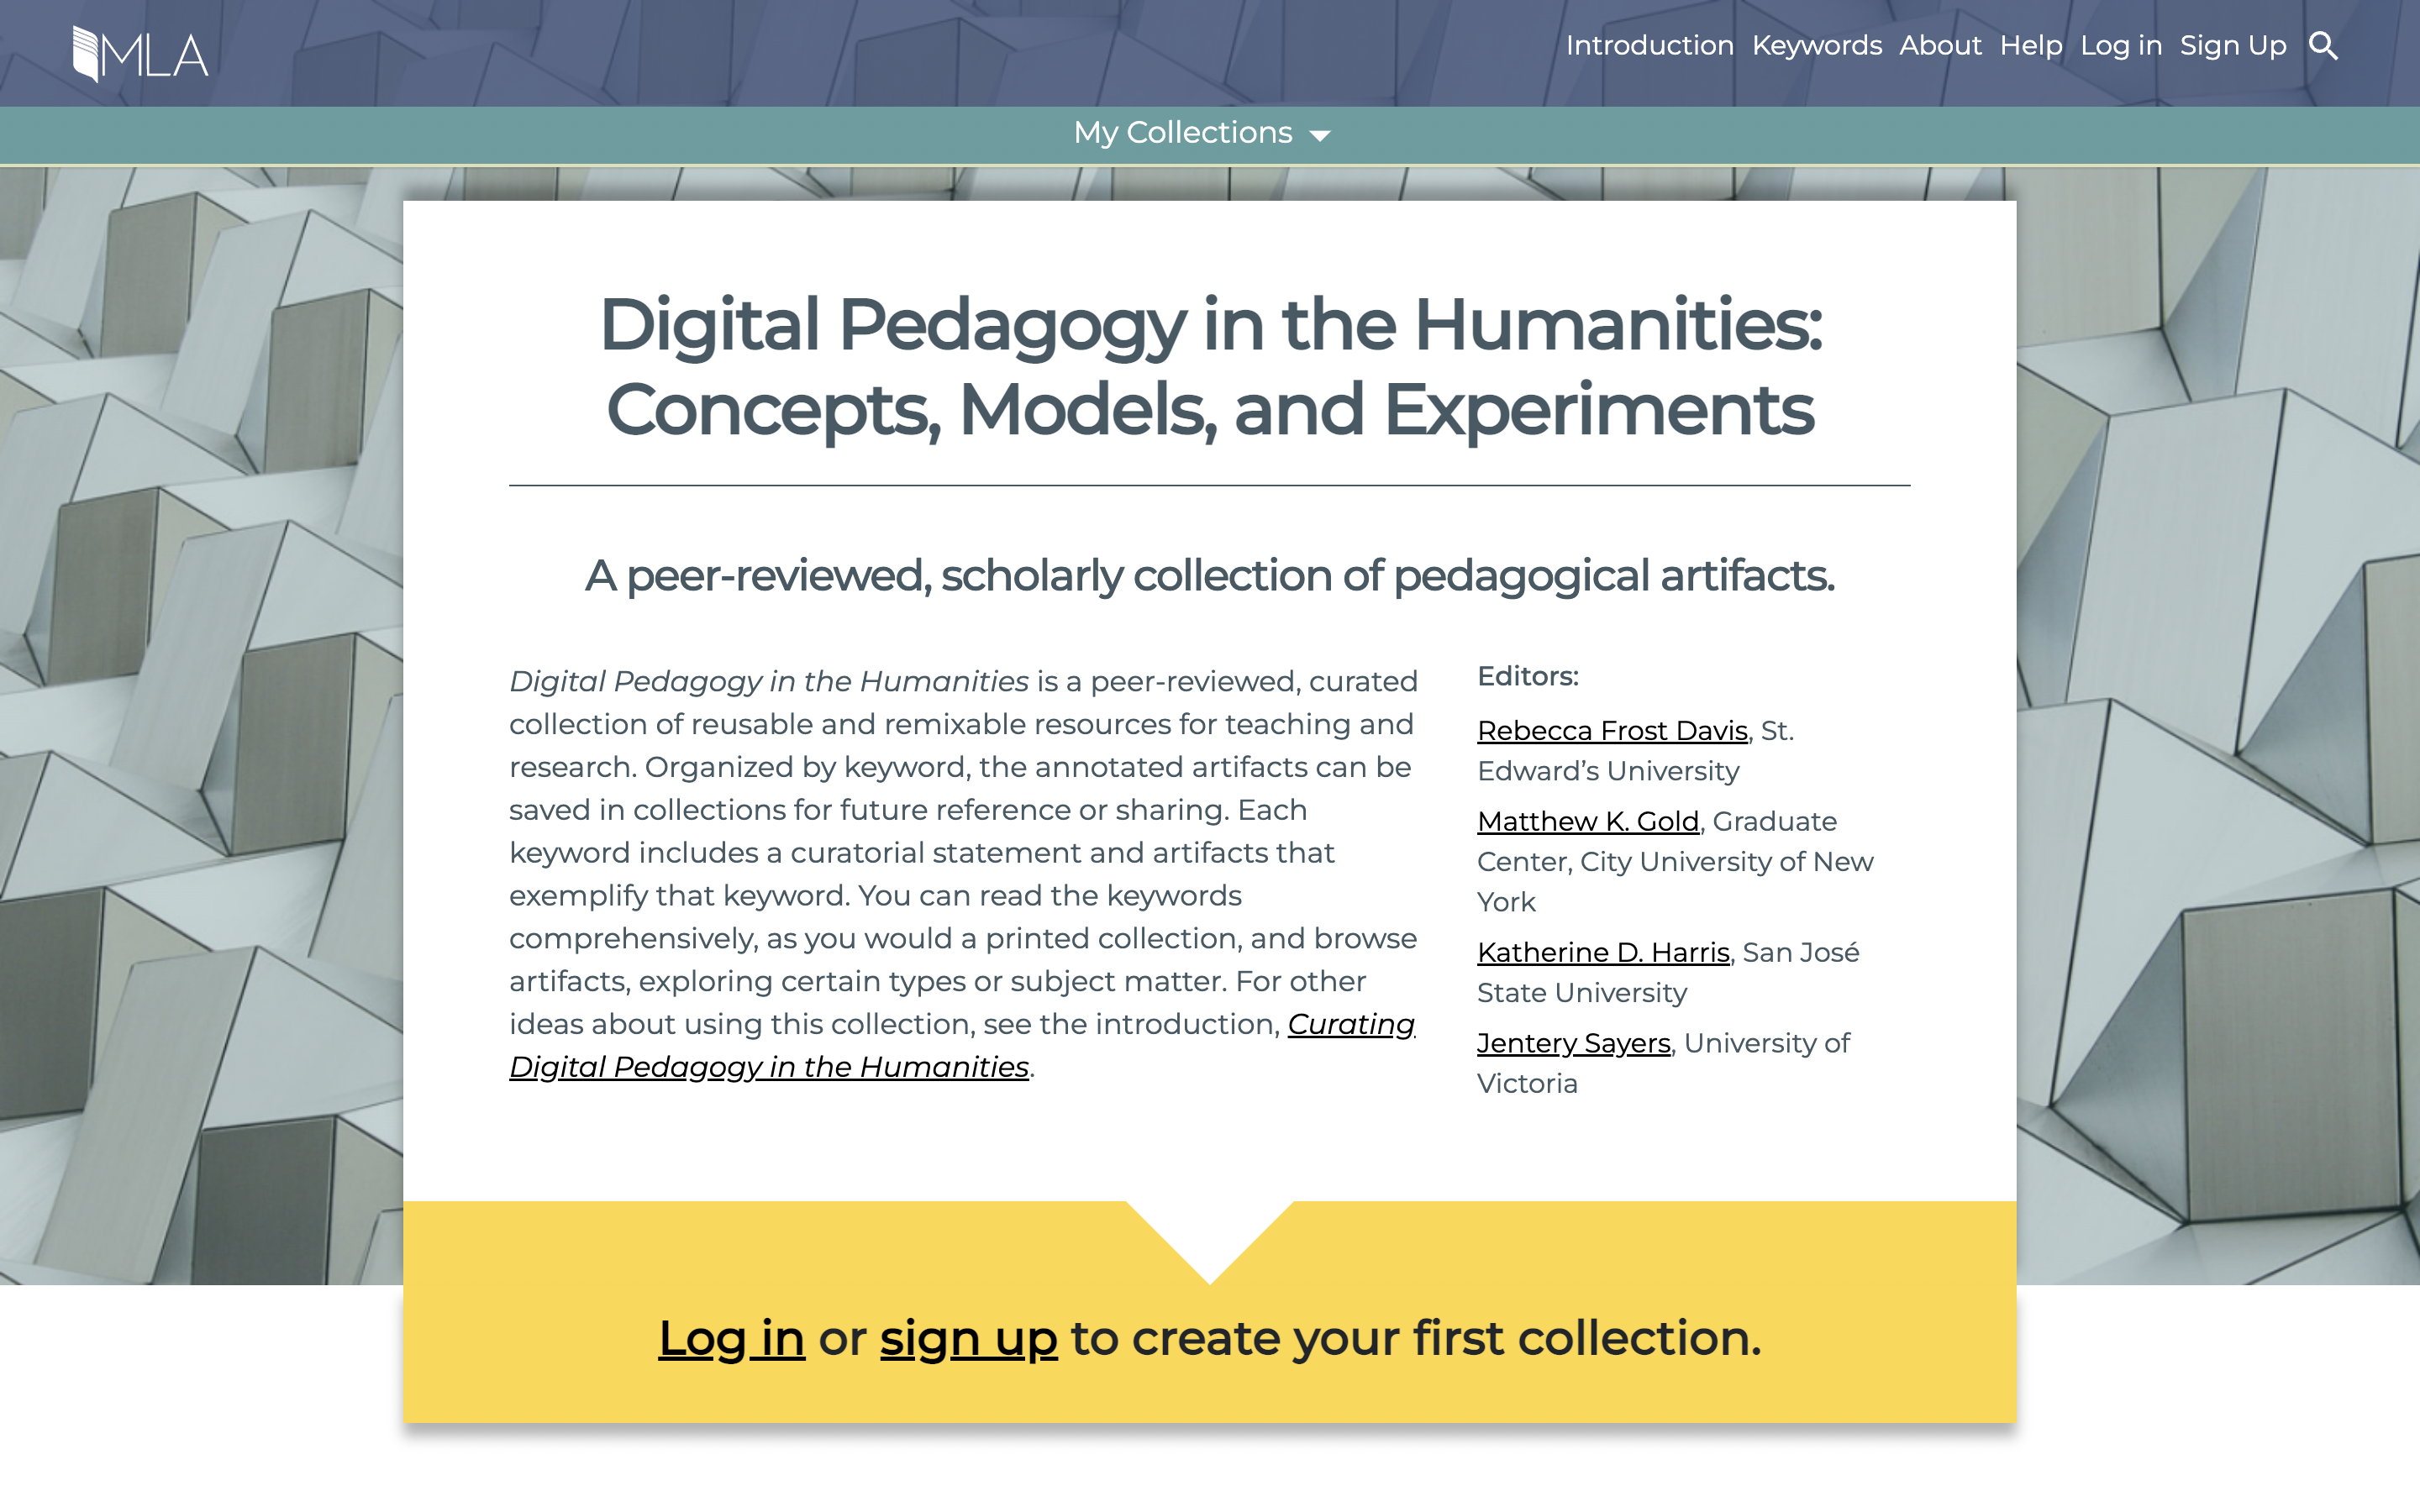 MLA
Introduction Keywords About Help Log in Sign Up
My Collections
Digital Pedagogy in the Humanities:
Concepts, Models, and Experiments
A peer-reviewed, scholarly collection of pedagogical artifacts.
Digital Pedagogy in the Humanities is a peer-reviewed, curated
collection of reusable and remixable resources for teaching and
research. Organized by keyword, the annotated artifacts can be
saved in collections for future reference or sharing. Each
keyword includes a curatorial statement and artifacts that
exemplify that keyword. You can read the keywords
comprehensively, as you would a printed collection, and browse
artifacts, exploring certain types or subject matter. For other
ideas about using this collection, see the introduction, Curating
Digital Pedagogy in the Humanities.
Editors:
Rebecca Frost Davis, St.
Edward’s University
Matthew K. Gold, Graduate
Center, City University of New
York
Katherine D. Harris, San José
State University
Jentery Sayers, University of
Victoria
Log in or sign up to create your first collection.